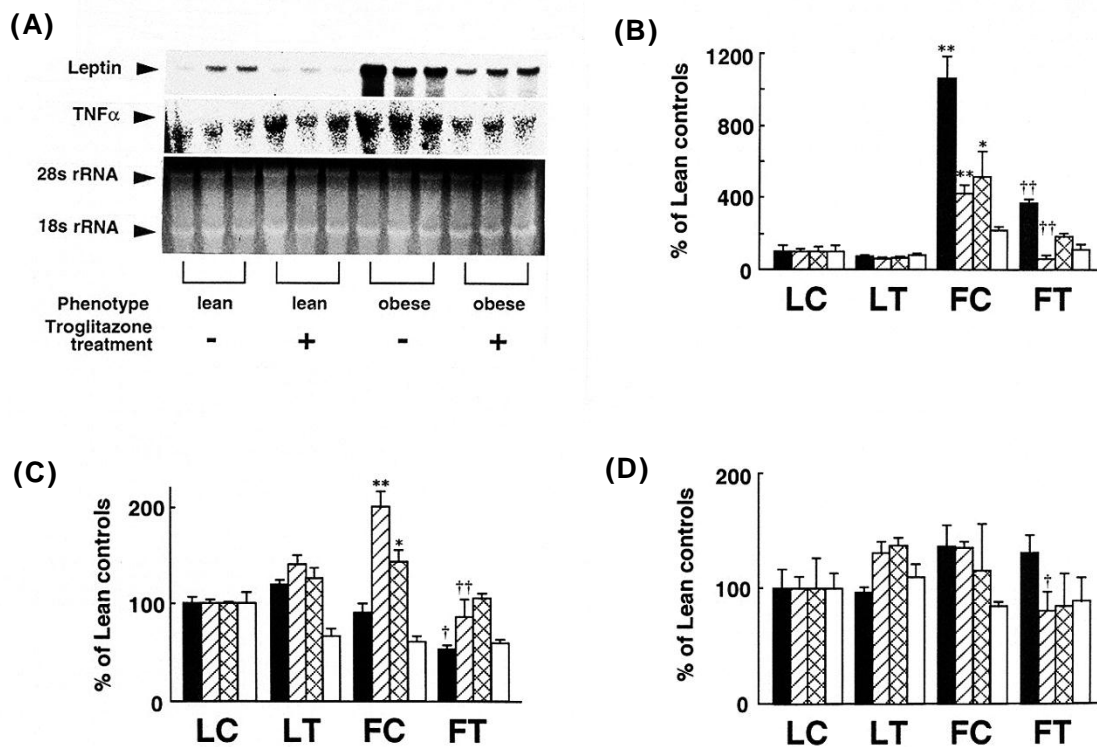 (A)
Leptin
TNFα
28s rRNA
18s rRNA
Phenotype lean lean obese obese
Troglitazone
treatment - + - +
(B)
% of Lean controls
1200
800
400
0
** ** * †† ††
LC LT FC FT
(C)
% of Lean controls
200
100
0
** * † ††
LC LT FC FT
(D)
% of Lean controls
200
100
0
†
LC LT FC FT